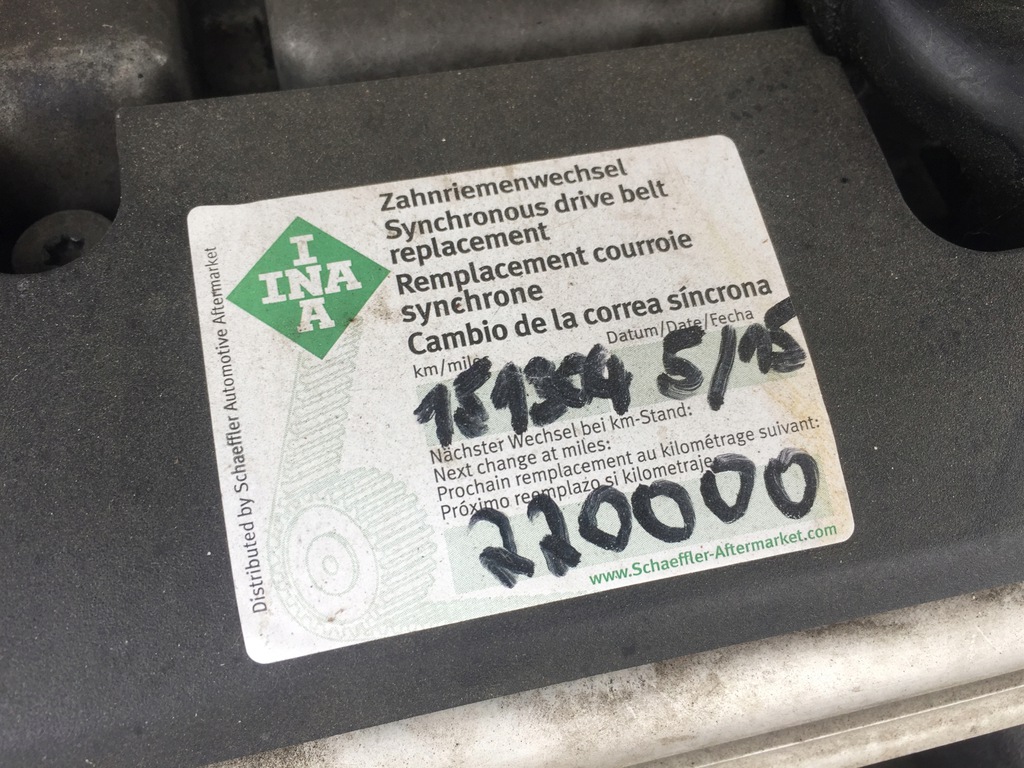 INA
INA
Zahnriemenwechsel
Synchronous drive belt
replacement
Remplacement courroie
synchrone
Cambio de la correa síncrona
km/miles
Datum/Date/Fecha
5/15
Nächster Wechsel bei km-Stand:
Next change at miles:
Prochain remplacement au kilométrage suivant:
Próximo reemplazo si kilometraje
220000
www.Schaeffler-Aftermarket.com
Distributed by Schaeffler Automotive Aftermarket